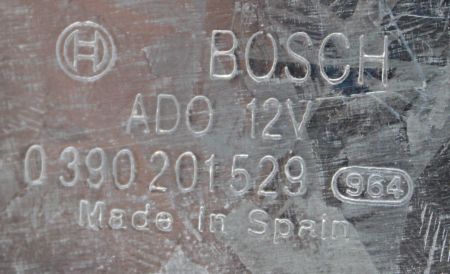 BOSCH
ADO 12V
0 390 201 529 964
Made in Spain